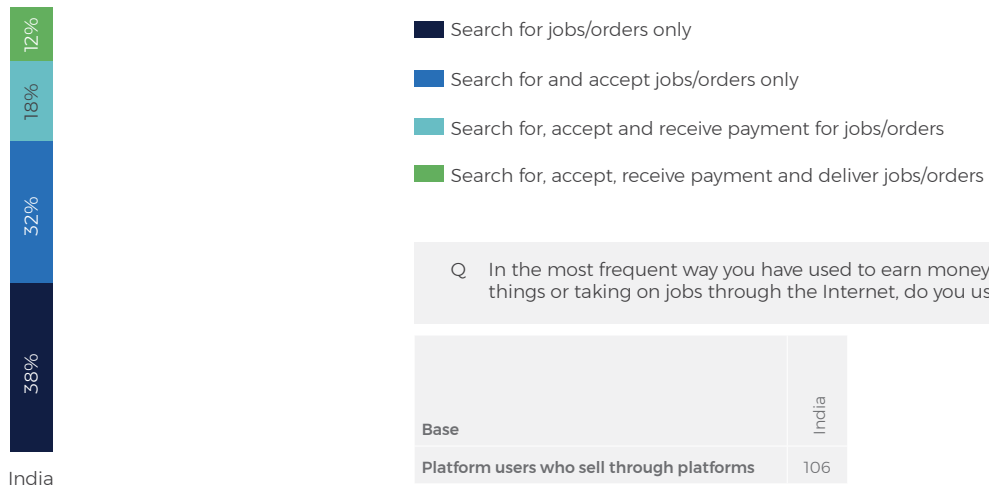 12%
18%
32%
38%
India
Search for jobs/orders only
Search for and accept jobs/orders only
Search for, accept and receive payment for jobs/orders
Search for, accept, receive payment and deliver jobs/orders
Q In the most frequent way you have used to earn money
things or taking on jobs through the Internet, do you us
Base India
Platform users who sell through platforms 106